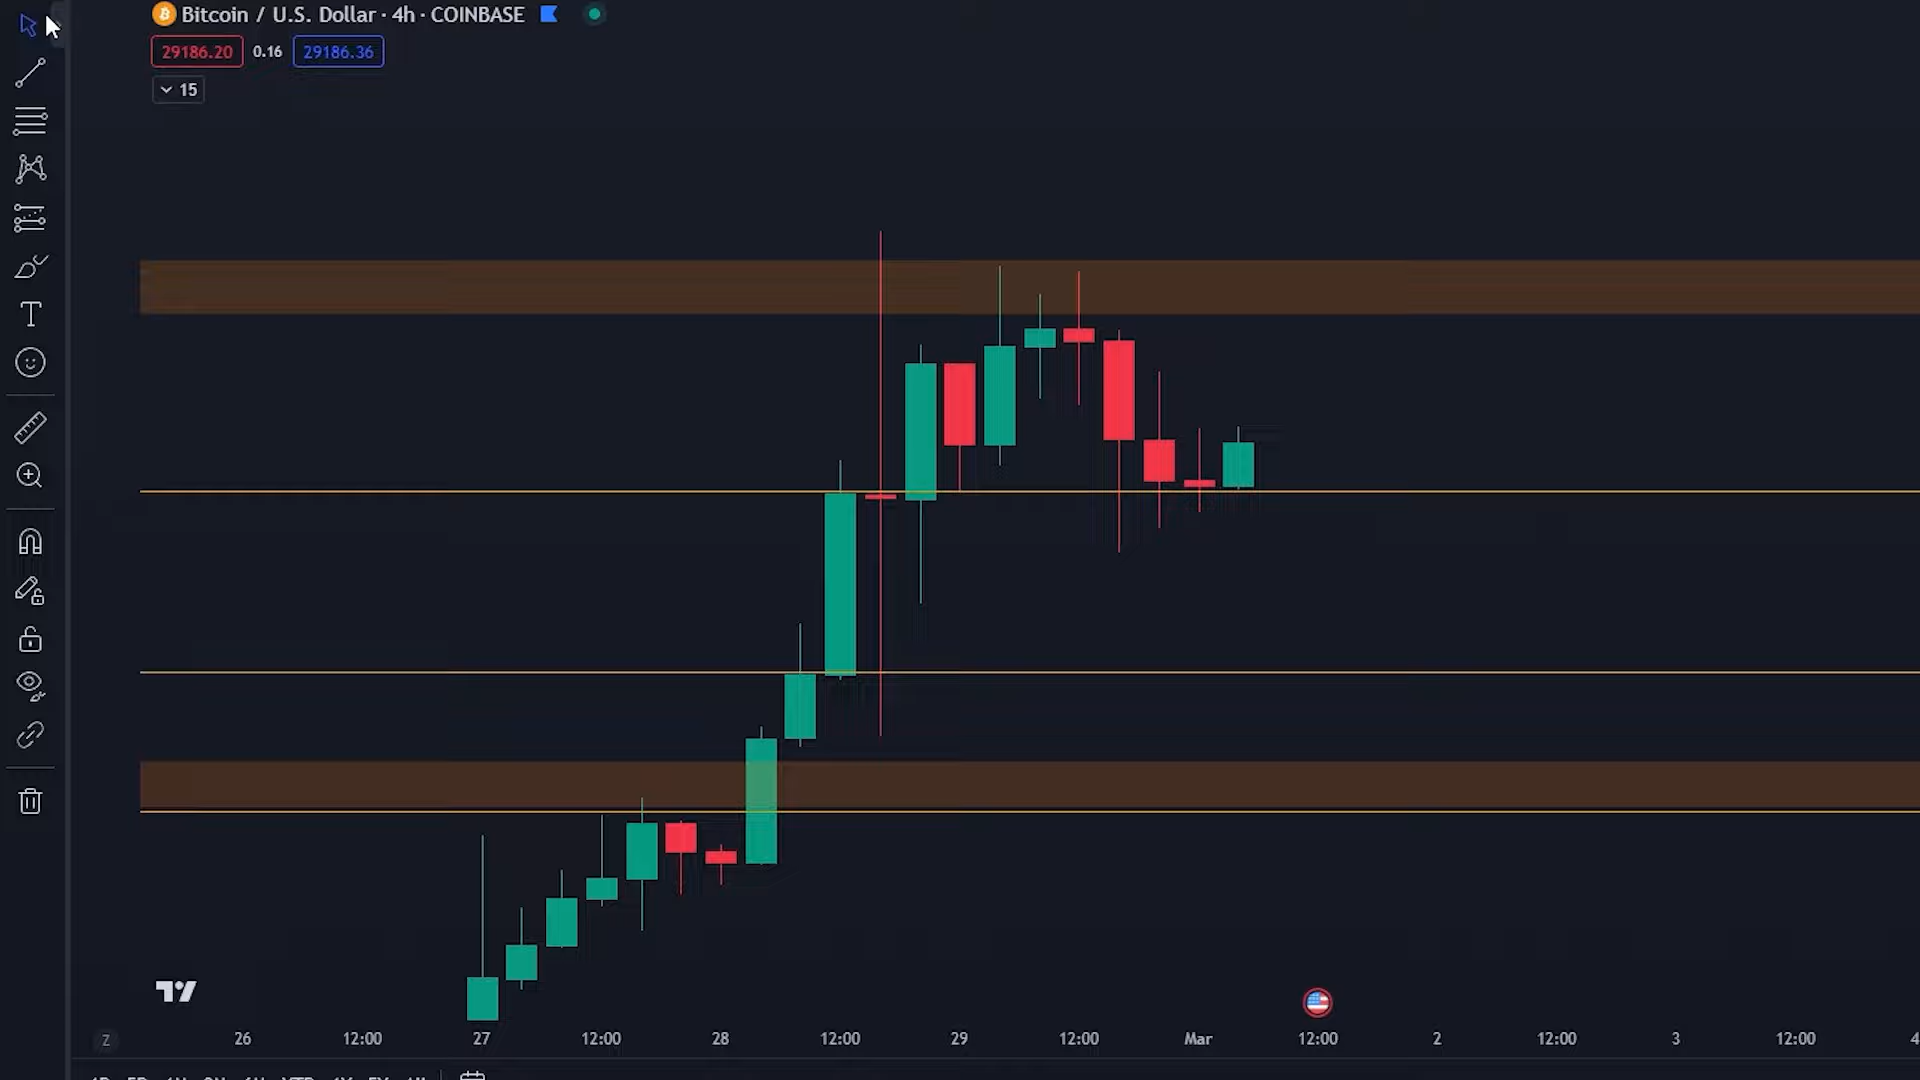 Bitcoin / U.S. Dollar · 4h · COINBASE
29186.20 0.16 29186.36
15
Z 26 12:00 27 12:00 28 12:00 29 12:00 Mar 12:00 2 12:00 3 12:00 4